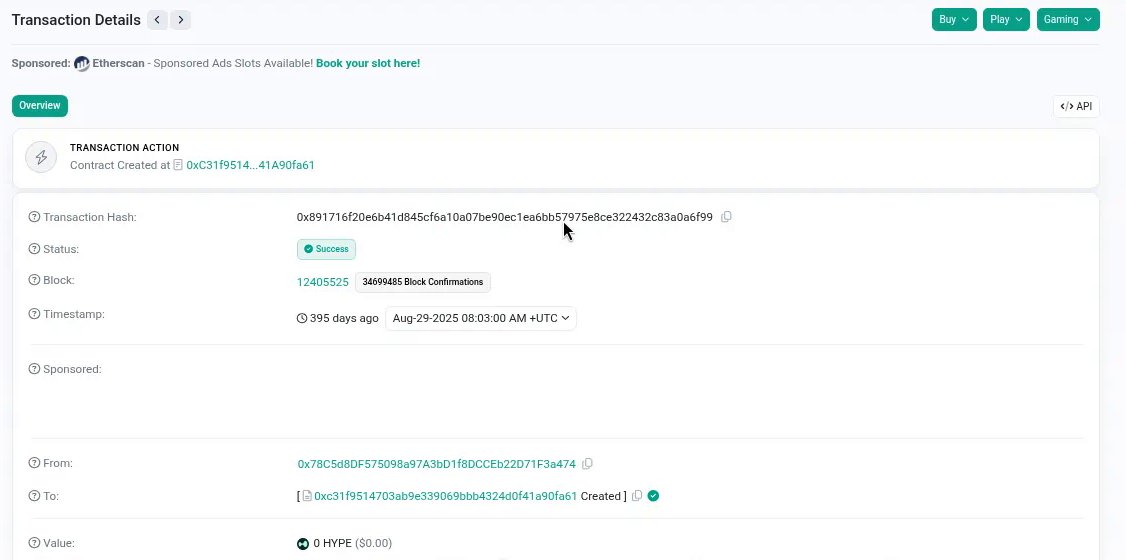 Transaction Details
Buy Play Gaming
Sponsored: Etherscan - Sponsored Ads Slots Available! Book your slot here!
Overview
</> API
TRANSACTION ACTION
Contract Created at 0xC31f9514...41A90fa61
Transaction Hash: 0x891716f20e6b41d845cf6a10a07be90ec1ea6bb57975e8ce322432c83a0a6f99
Status: Success
Block: 12405525 34699485 Block Confirmations
Timestamp: 395 days ago Aug-29-2025 08:03:00 AM +UTC
Sponsored:
From: 0x78C5d8DF575098a97A3bD1f8DCCEb22D71F3a474
To: [ 0xc31f9514703ab9e339069bbb4324d0f41a90fa61 Created ]
Value: 0 HYPE ($0.00)